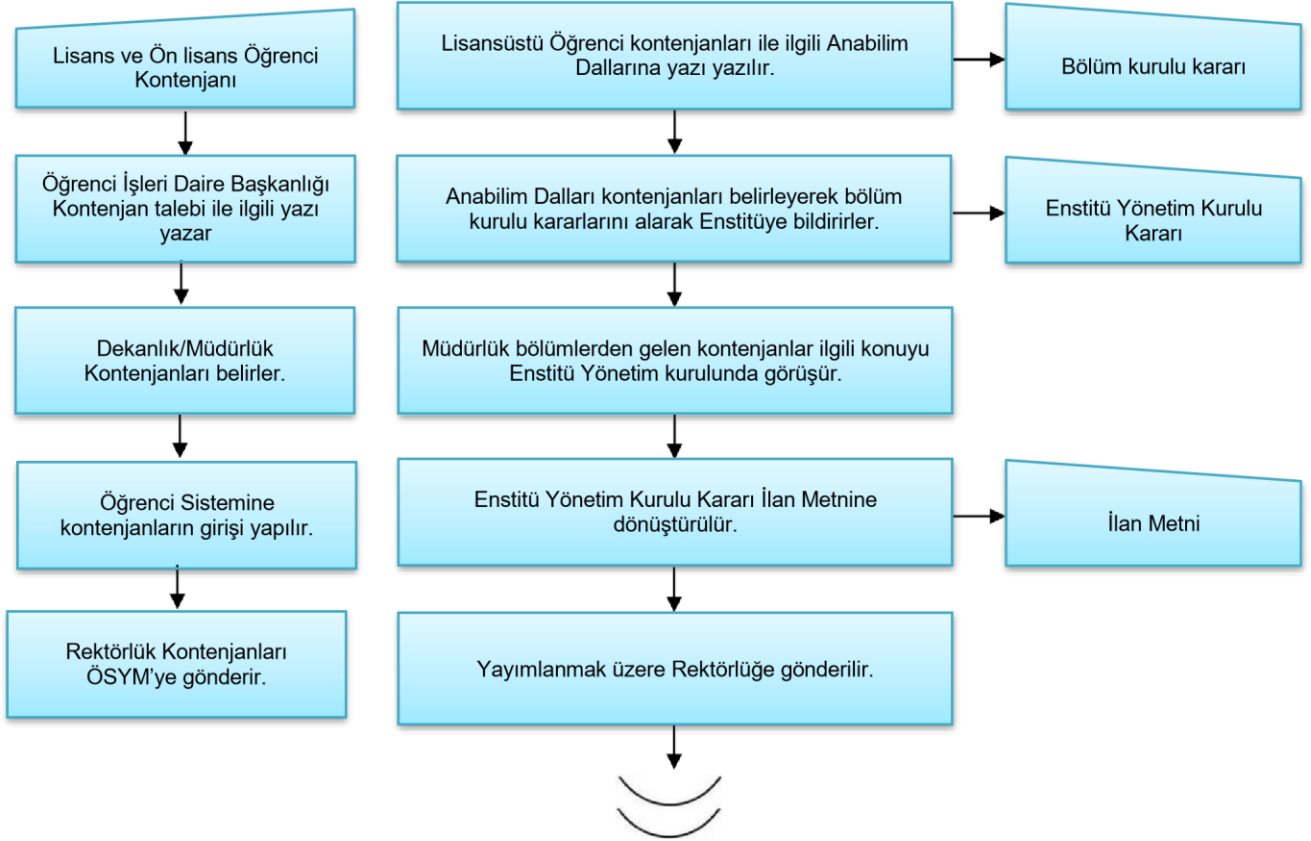 Lisans ve Ön lisans Öğrenci
Kontenjanı
Öğrenci İşleri Daire Başkanlığı
Kontenjan talebi ile ilgili yazı
yazar
Dekanlık/Müdürlük
Kontenjanları belirler.
Öğrenci Sistemine
kontenjanların girişi yapılır.
Rektörlük Kontenjanları
ÖSYM’ye gönderir.
Lisansüstü Öğrenci kontenjanları ile ilgili Anabilim
Dallarına yazı yazılır.
Bölüm kurulu kararı
Anabilim Dalları kontenjanları belirleyerek bölüm
kurulu kararlarını alarak Enstitüye bildirirler.
Enstitü Yönetim Kurulu
Kararı
Müdürlük bölümlerden gelen kontenjanlar ilgili konuyu
Enstitü Yönetim kurulunda görüşür.
Enstitü Yönetim Kurulu Kararı İlan Metnine
dönüştürülür.
İlan Metni
Yayımlanmak üzere Rektörlüğe gönderilir.